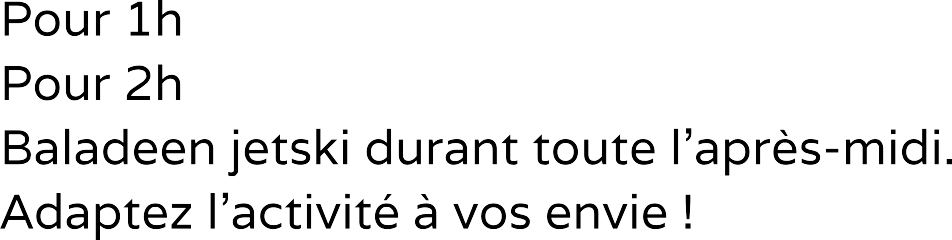 Pour 1h
Pour 2h
Baladeen jetski durant toute l’après-midi.
Adaptez l’activité à vos envie !